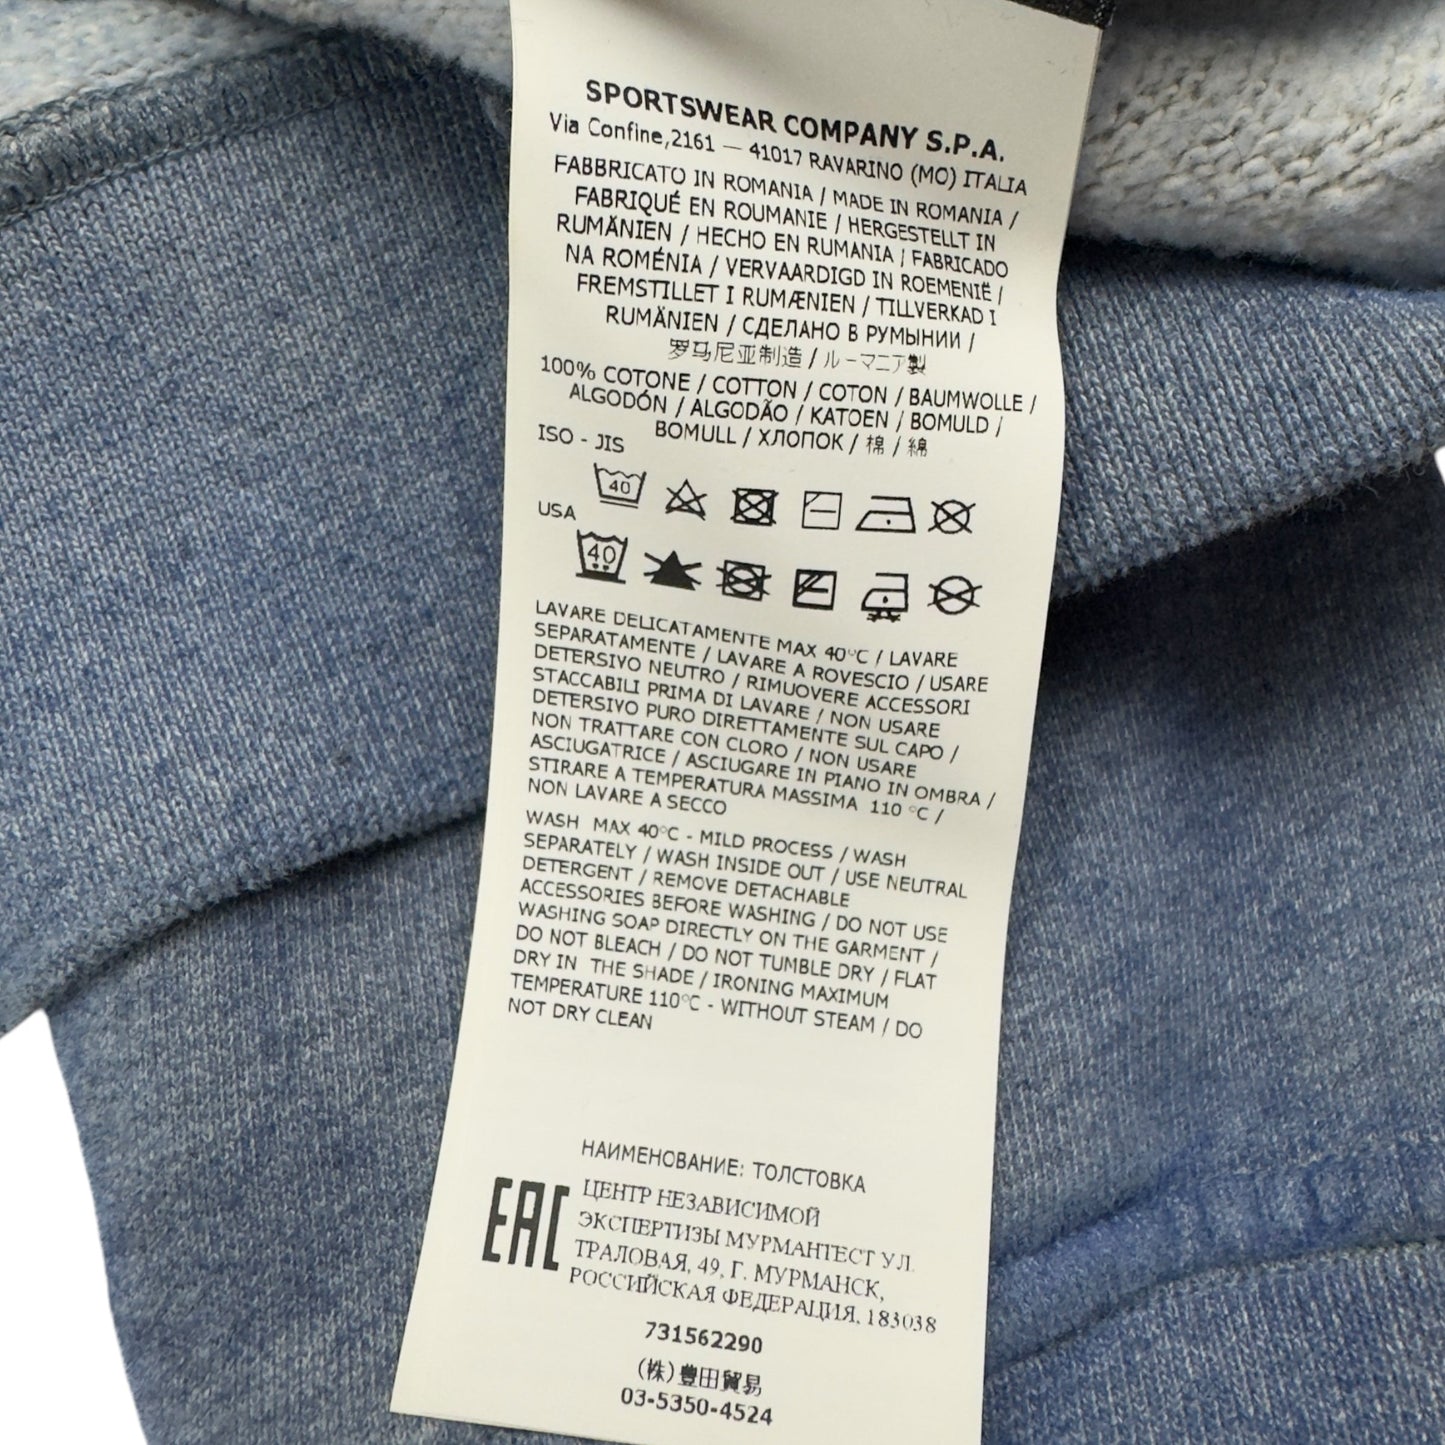 SPORTSWEAR COMPANY S.P.A.
Via Confine,2161 — 41017 RAVARINO (MO) ITALIA
FABBRICATO IN ROMANIA / MADE IN ROMANIA /
FABRIQUÉ EN ROUMANIE / HERGESTELLT IN
RUMÄNIEN / HECHO EN RUMANIA / FABRICADO
NA ROMÉNIA / VERVAARDIGD IN ROEMENIË /
FREMSTILLET I RUMÆNIEN / TILLVERKAD I
RUMÄNIEN / СДЕЛАНО В РУМЫНИИ /
罗马尼亚制造 / ルーマニア製
100% COTONE / COTTON / COTON / BAUMWOLLE /
ALGODÓN / ALGODÃO / KATOEN / BOMULD /
BOMULL / ХЛОПОК / 棉 / 綿
ISO - JIS
40
USA
40
LAVARE DELICATAMENTE MAX 40°C / LAVARE
SEPARATAMENTE / LAVARE A ROVESCIO / USARE
DETERSIVO NEUTRO / RIMUOVERE ACCESSORI
STACCABILI PRIMA DI LAVARE / NON USARE
DETERSIVO PURO DIRETTAMENTE SUL CAPO /
NON TRATTARE CON CLORO / NON USARE
ASCIUGATRICE / ASCIUGARE IN PIANO IN OMBRA /
STIRARE A TEMPERATURA MASSIMA 110 °C /
NON LAVARE A SECCO
WASH MAX 40°C - MILD PROCESS / WASH
SEPARATELY / WASH INSIDE OUT / USE NEUTRAL
DETERGENT / REMOVE DETACHABLE
ACCESSORIES BEFORE WASHING / DO NOT USE
WASHING SOAP DIRECTLY ON THE GARMENT /
DO NOT BLEACH / DO NOT TUMBLE DRY / FLAT
DRY IN THE SHADE / IRONING MAXIMUM
TEMPERATURE 110°C - WITHOUT STEAM / DO
NOT DRY CLEAN
НАИМЕНОВАНИЕ: ТОЛСТОВКА
EAC
ЦЕНТР НЕЗАВИСИМОЙ
ЭКСПЕРТИЗЫ МУРМАНТЕСТ УЛ.
ТРАЛОВАЯ, 49, Г. МУРМАНСК,
РОССИЙСКАЯ ФЕДЕРАЦИЯ, 183038
731562290
(株)豊田貿易
03-5350-4524